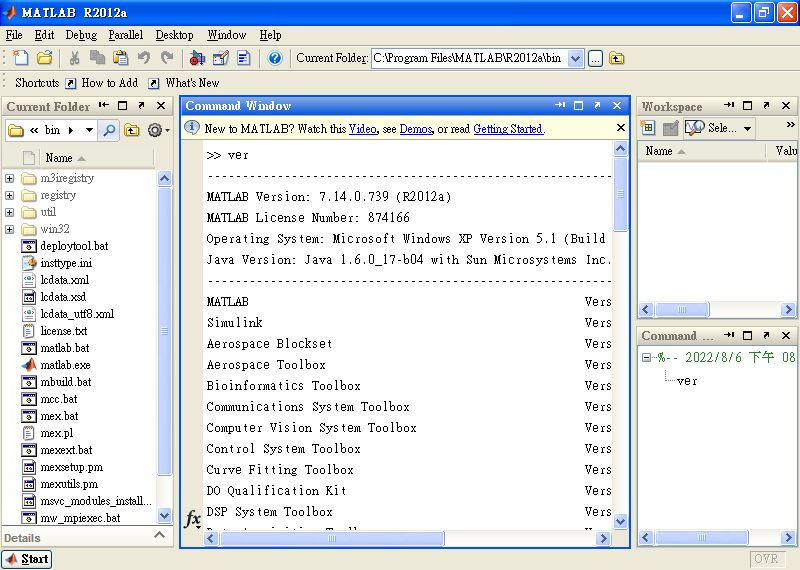 MATLAB R2012a
File Edit Debug Parallel Desktop Window Help
Current Folder: C:\Program Files\MATLAB\R2012a\bin
Shortcuts How to Add What's New
Current Folder
« bin
Name
m3iregistry
registry
util
win32
deploytool.bat
insttype.ini
lcdata.xml
lcdata.xsd
lcdata_utf8.xml
license.txt
matlab.bat
matlab.exe
mbuild.bat
mcc.bat
mex.bat
mex.pl
mexext.bat
mexsetup.pm
mexutils.pm
msvc_modules_install...
mw_mpiexec.bat
Details
Start
Command Window
New to MATLAB? Watch this Video, see Demos, or read Getting Started.
>> ver
-------------------------------------------------------
MATLAB Version: 7.14.0.739 (R2012a)
MATLAB License Number: 874166
Operating System: Microsoft Windows XP Version 5.1 (Build
Java Version: Java 1.6.0_17-b04 with Sun Microsystems Inc.
-------------------------------------------------------
MATLAB Vers
Simulink Vers
Aerospace Blockset Vers
Aerospace Toolbox Vers
Bioinformatics Toolbox Vers
Communications System Toolbox Vers
Computer Vision System Toolbox Vers
Control System Toolbox Vers
Curve Fitting Toolbox Vers
DO Qualification Kit Vers
DSP System Toolbox Vers
fx
Workspace
Sele...
Name Valu
Command ...
%-- 2022/8/6 下午 08
ver
OVR